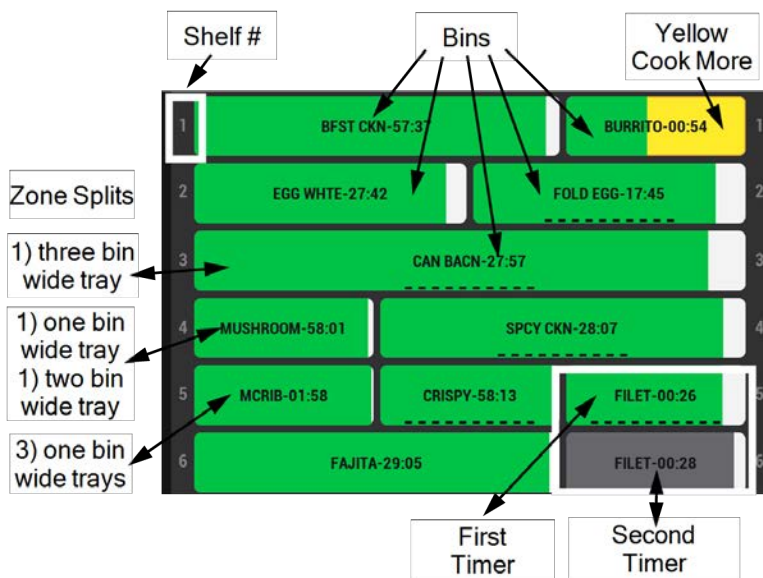 Shelf #
Bins
Yellow
Cook More
1 BFST CKN-57:37 BURRITO-00:54 1
Zone Splits
2 EGG WHTE-27:42 FOLD EGG-17:45 2
1) three bin
wide tray
3 CAN BACN-27:57 3
1) one bin
wide tray
1) two bin
wide tray
4 MUSHROOM-58:01 SPCY CKN-28:07 4
5 MCRIB-01:58 CRISPY-58:13 FILET-00:26 5
3) one bin
wide trays
6 FAJITA-29:05 FILET-00:28 6
First
Timer
Second
Timer